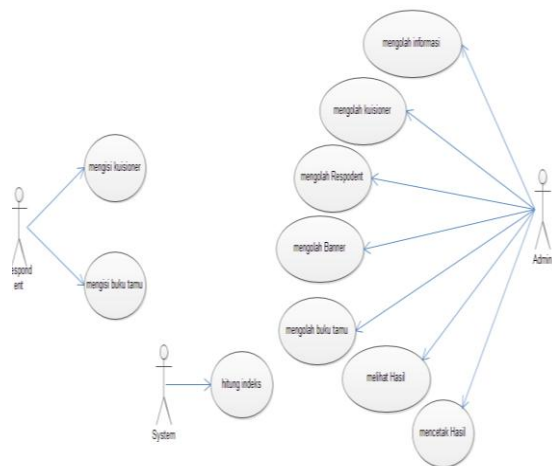 mengolah informasi
mengolah kuisioner
mengisi kuisioner
mengolah Respodent
espond
ent
mengolah Banner
Admin
mengisi buku tamu
mengolah buku tamu
hitung indeks
melihat Hasil
System
mencetak Hasil